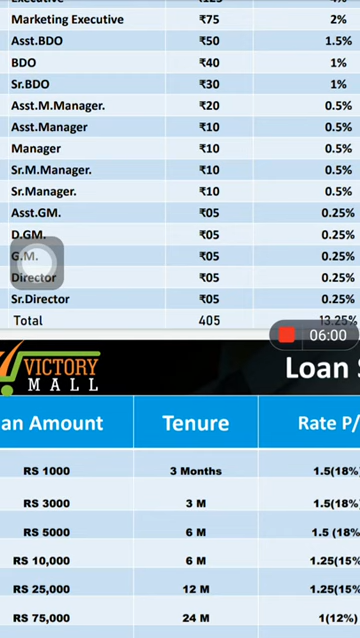 Marketing Executive ₹75 2%
Asst.BDO ₹50 1.5%
BDO ₹40 1%
Sr.BDO ₹30 1%
Asst.M.Manager. ₹20 0.5%
Asst.Manager ₹10 0.5%
Manager ₹10 0.5%
Sr.M.Manager. ₹10 0.5%
Sr.Manager. ₹10 0.5%
Asst.GM. ₹05 0.25%
D.GM. ₹05 0.25%
G.M. ₹05 0.25%
Director ₹05 0.25%
Sr.Director ₹05 0.25%
Total 405 13.25%
06:00
VICTORY
MALL
Loan S
an Amount Tenure Rate P/
RS 1000 3 Months 1.5(18%
RS 3000 3 M 1.5(18%
RS 5000 6 M 1.5 (18%
RS 10,000 6 M 1.25(15%
RS 25,000 12 M 1.25(15%
RS 75,000 24 M 1(12%)